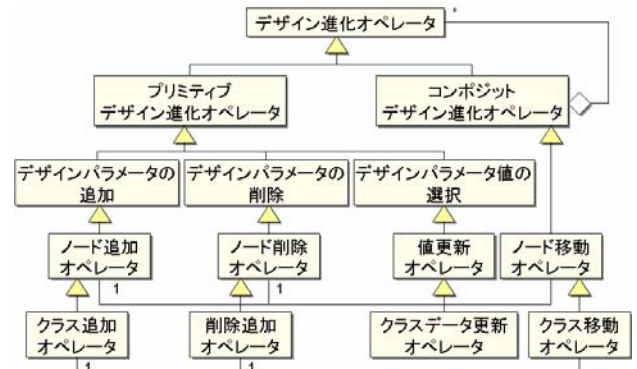 デザイン進化オペレータ
*
プリミティブ
デザイン進化オペレータ
コンポジット
デザイン進化オペレータ
デザインパラメータの
追加
デザインパラメータの
削除
デザインパラメータ値の
選択
ノード追加
オペレータ
ノード削除
オペレータ
値更新
オペレータ
ノード移動
オペレータ
1
1
クラス追加
オペレータ
削除追加
オペレータ
クラスデータ更新
オペレータ
クラス移動
オペレータ
1
1